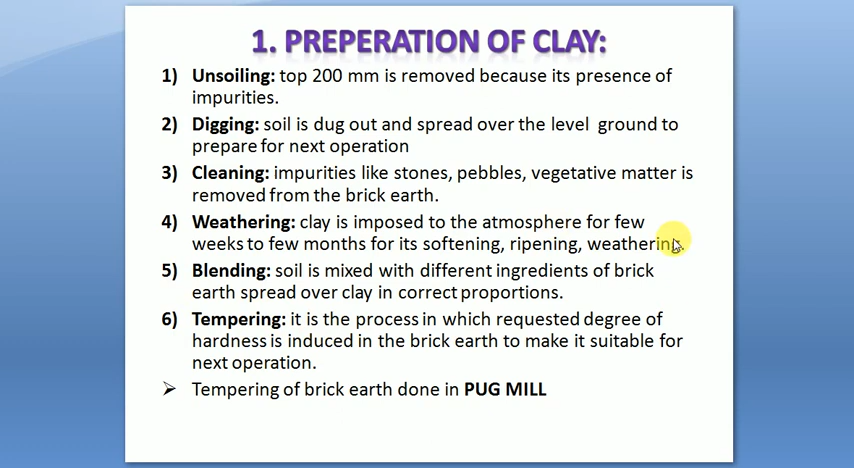 1. PREPERATION OF CLAY:
1) Unsoiling: top 200 mm is removed because its presence of
impurities.
2) Digging: soil is dug out and spread over the level ground to
prepare for next operation
3) Cleaning: impurities like stones, pebbles, vegetative matter is
removed from the brick earth.
4) Weathering: clay is imposed to the atmosphere for few
weeks to few months for its softening, ripening, weathering.
5) Blending: soil is mixed with different ingredients of brick
earth spread over clay in correct proportions.
6) Tempering: it is the process in which requested degree of
hardness is induced in the brick earth to make it suitable for
next operation.
➢ Tempering of brick earth done in PUG MILL